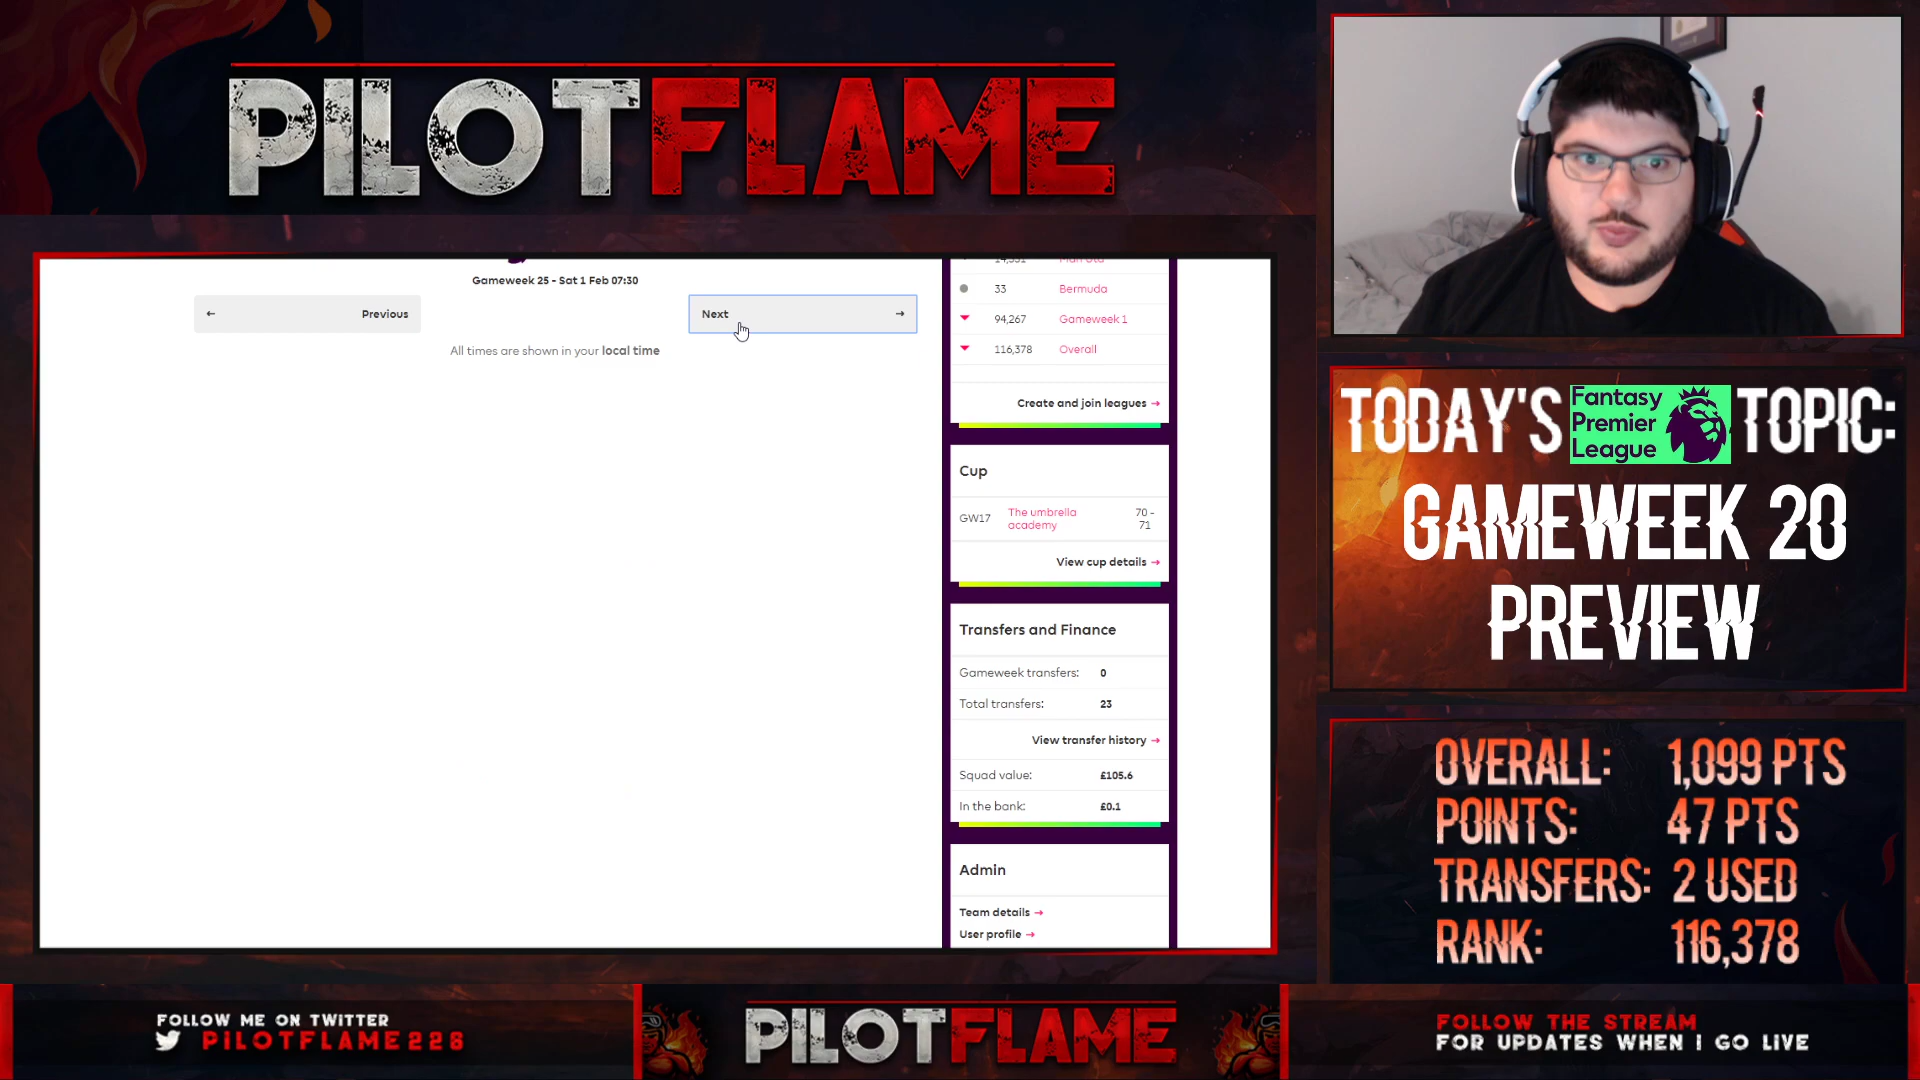 PILOTFLAME
Gameweek 25 - Sat 1 Feb 07:30
← Previous
Next →
All times are shown in your local time
14,551 Man Utd
33 Bermuda
94,267 Gameweek 1
116,378 Overall
Create and join leagues →
Cup
GW17 The umbrella academy 70 - 71
View cup details →
Transfers and Finance
Gameweek transfers: 0
Total transfers: 23
View transfer history →
Squad value: £105.6
In the bank: £0.1
Admin
Team details →
User profile →
TODAY'S Fantasy Premier League TOPIC:
GAMEWEEK 20
PREVIEW
OVERALL: 1,099 PTS
POINTS: 47 PTS
TRANSFERS: 2 USED
RANK: 116,378
FOLLOW ME ON TWITTER
PILOTFLAME226
PILOTFLAME
FOLLOW THE STREAM
FOR UPDATES WHEN I GO LIVE